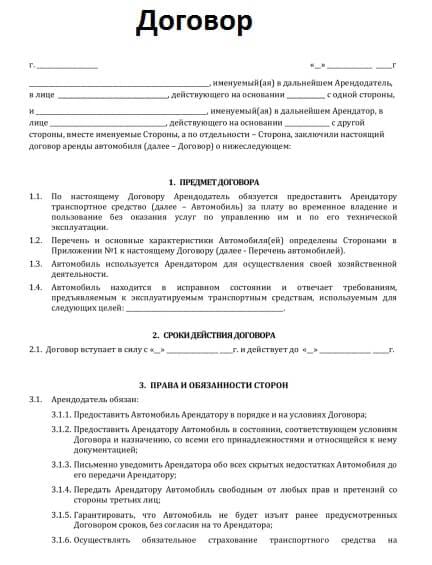 Договор
г. __________________ «__» _____________ _____г
_____________________________________________________, именуемый(ая) в дальнейшем Арендодатель,
в лице ________________________________, действующего на основании ___________ с одной стороны,
и __________________________________________________, именуемый(ая) в дальнейшем Арендатор, в
лице __________________________, действующего на основании _____________ с другой
стороны, вместе именуемые Стороны, а по отдельности – Сторона, заключили настоящий
договор аренды автомобиля (далее – Договор) о нижеследующем:
1. ПРЕДМЕТ ДОГОВОРА
1.1. По настоящему Договору Арендодатель обязуется предоставить Арендатору
транспортное средство (далее – Автомобиль) за плату во временное владение и
пользование без оказания услуг по управлению им и по его технической
эксплуатации.
1.2. Перечень и основные характеристики Автомобиля(ей) определены Сторонами в
Приложении №1 к настоящему Договору (далее - Перечень автомобилей).
1.3. Автомобиль используется Арендатором для осуществления своей хозяйственной
деятельности.
1.4. Автомобиль находится в исправном состоянии и отвечает требованиям,
предъявляемым к эксплуатируемым транспортным средствам, используемым для
следующих целей: ______________________________________________.
2. СРОКИ ДЕЙСТВИЯ ДОГОВОРА
2.1. Договор вступает в силу с «__» _______________ ____г. и действует до «__» ________________ _____г.
3. ПРАВА И ОБЯЗАННОСТИ СТОРОН
3.1. Арендодатель обязан:
3.1.1. Предоставить Автомобиль Арендатору в порядке и на условиях Договора;
3.1.2. Предоставить Арендатору Автомобиль в состоянии, соответствующем условиям
Договора и назначению, со всеми его принадлежностями и относящейся к нему
документацией;
3.1.3. Письменно уведомить Арендатора обо всех скрытых недостатках Автомобиля до
его передачи Арендатору;
3.1.4. Передать Арендатору Автомобиль свободным от любых прав и претензий со
стороны третьих лиц;
3.1.5. Гарантировать, что Автомобиль не будет изъят ранее предусмотренных
Договором сроков, без согласия на то Арендатора;
3.1.6. Осуществлять обязательное страхование транспортного средства на